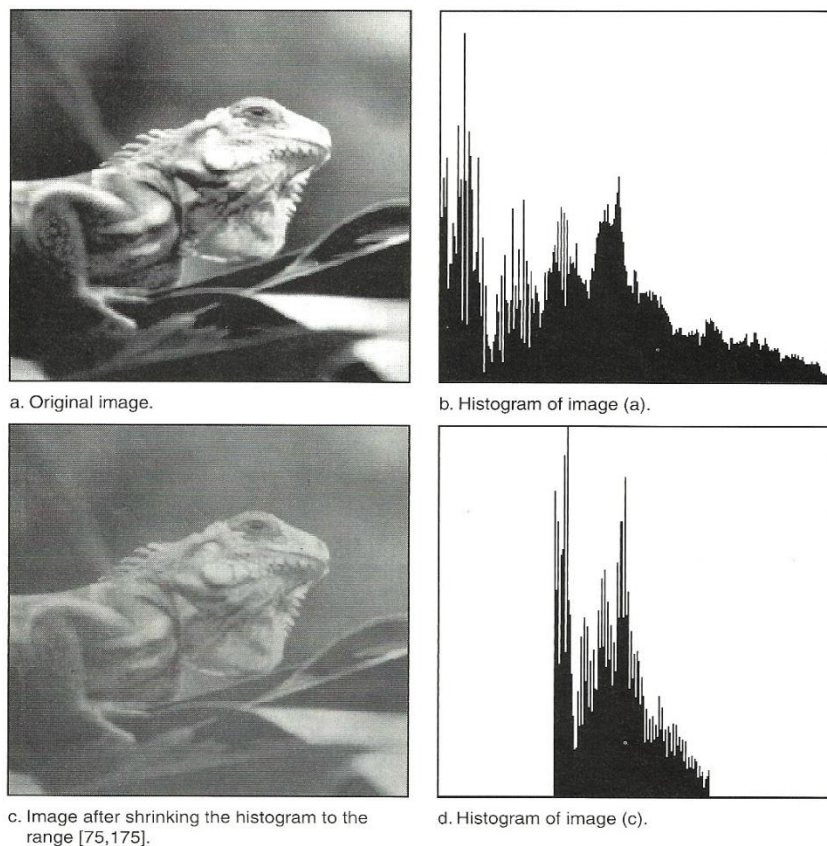 a. Original image.
b. Histogram of image (a).
c. Image after shrinking the histogram to the
range [75,175].
d. Histogram of image (c).